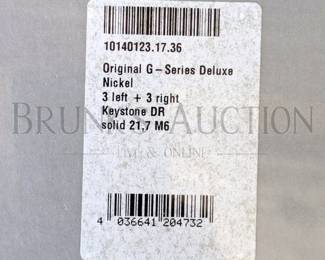 10140123.17.36
Original G-Series Deluxe
Nickel
3 left + 3 right
Keystone DR
solid 21,7 M6
BRUNK AUCTION
LIVE & ONLINE
4 036641 204732